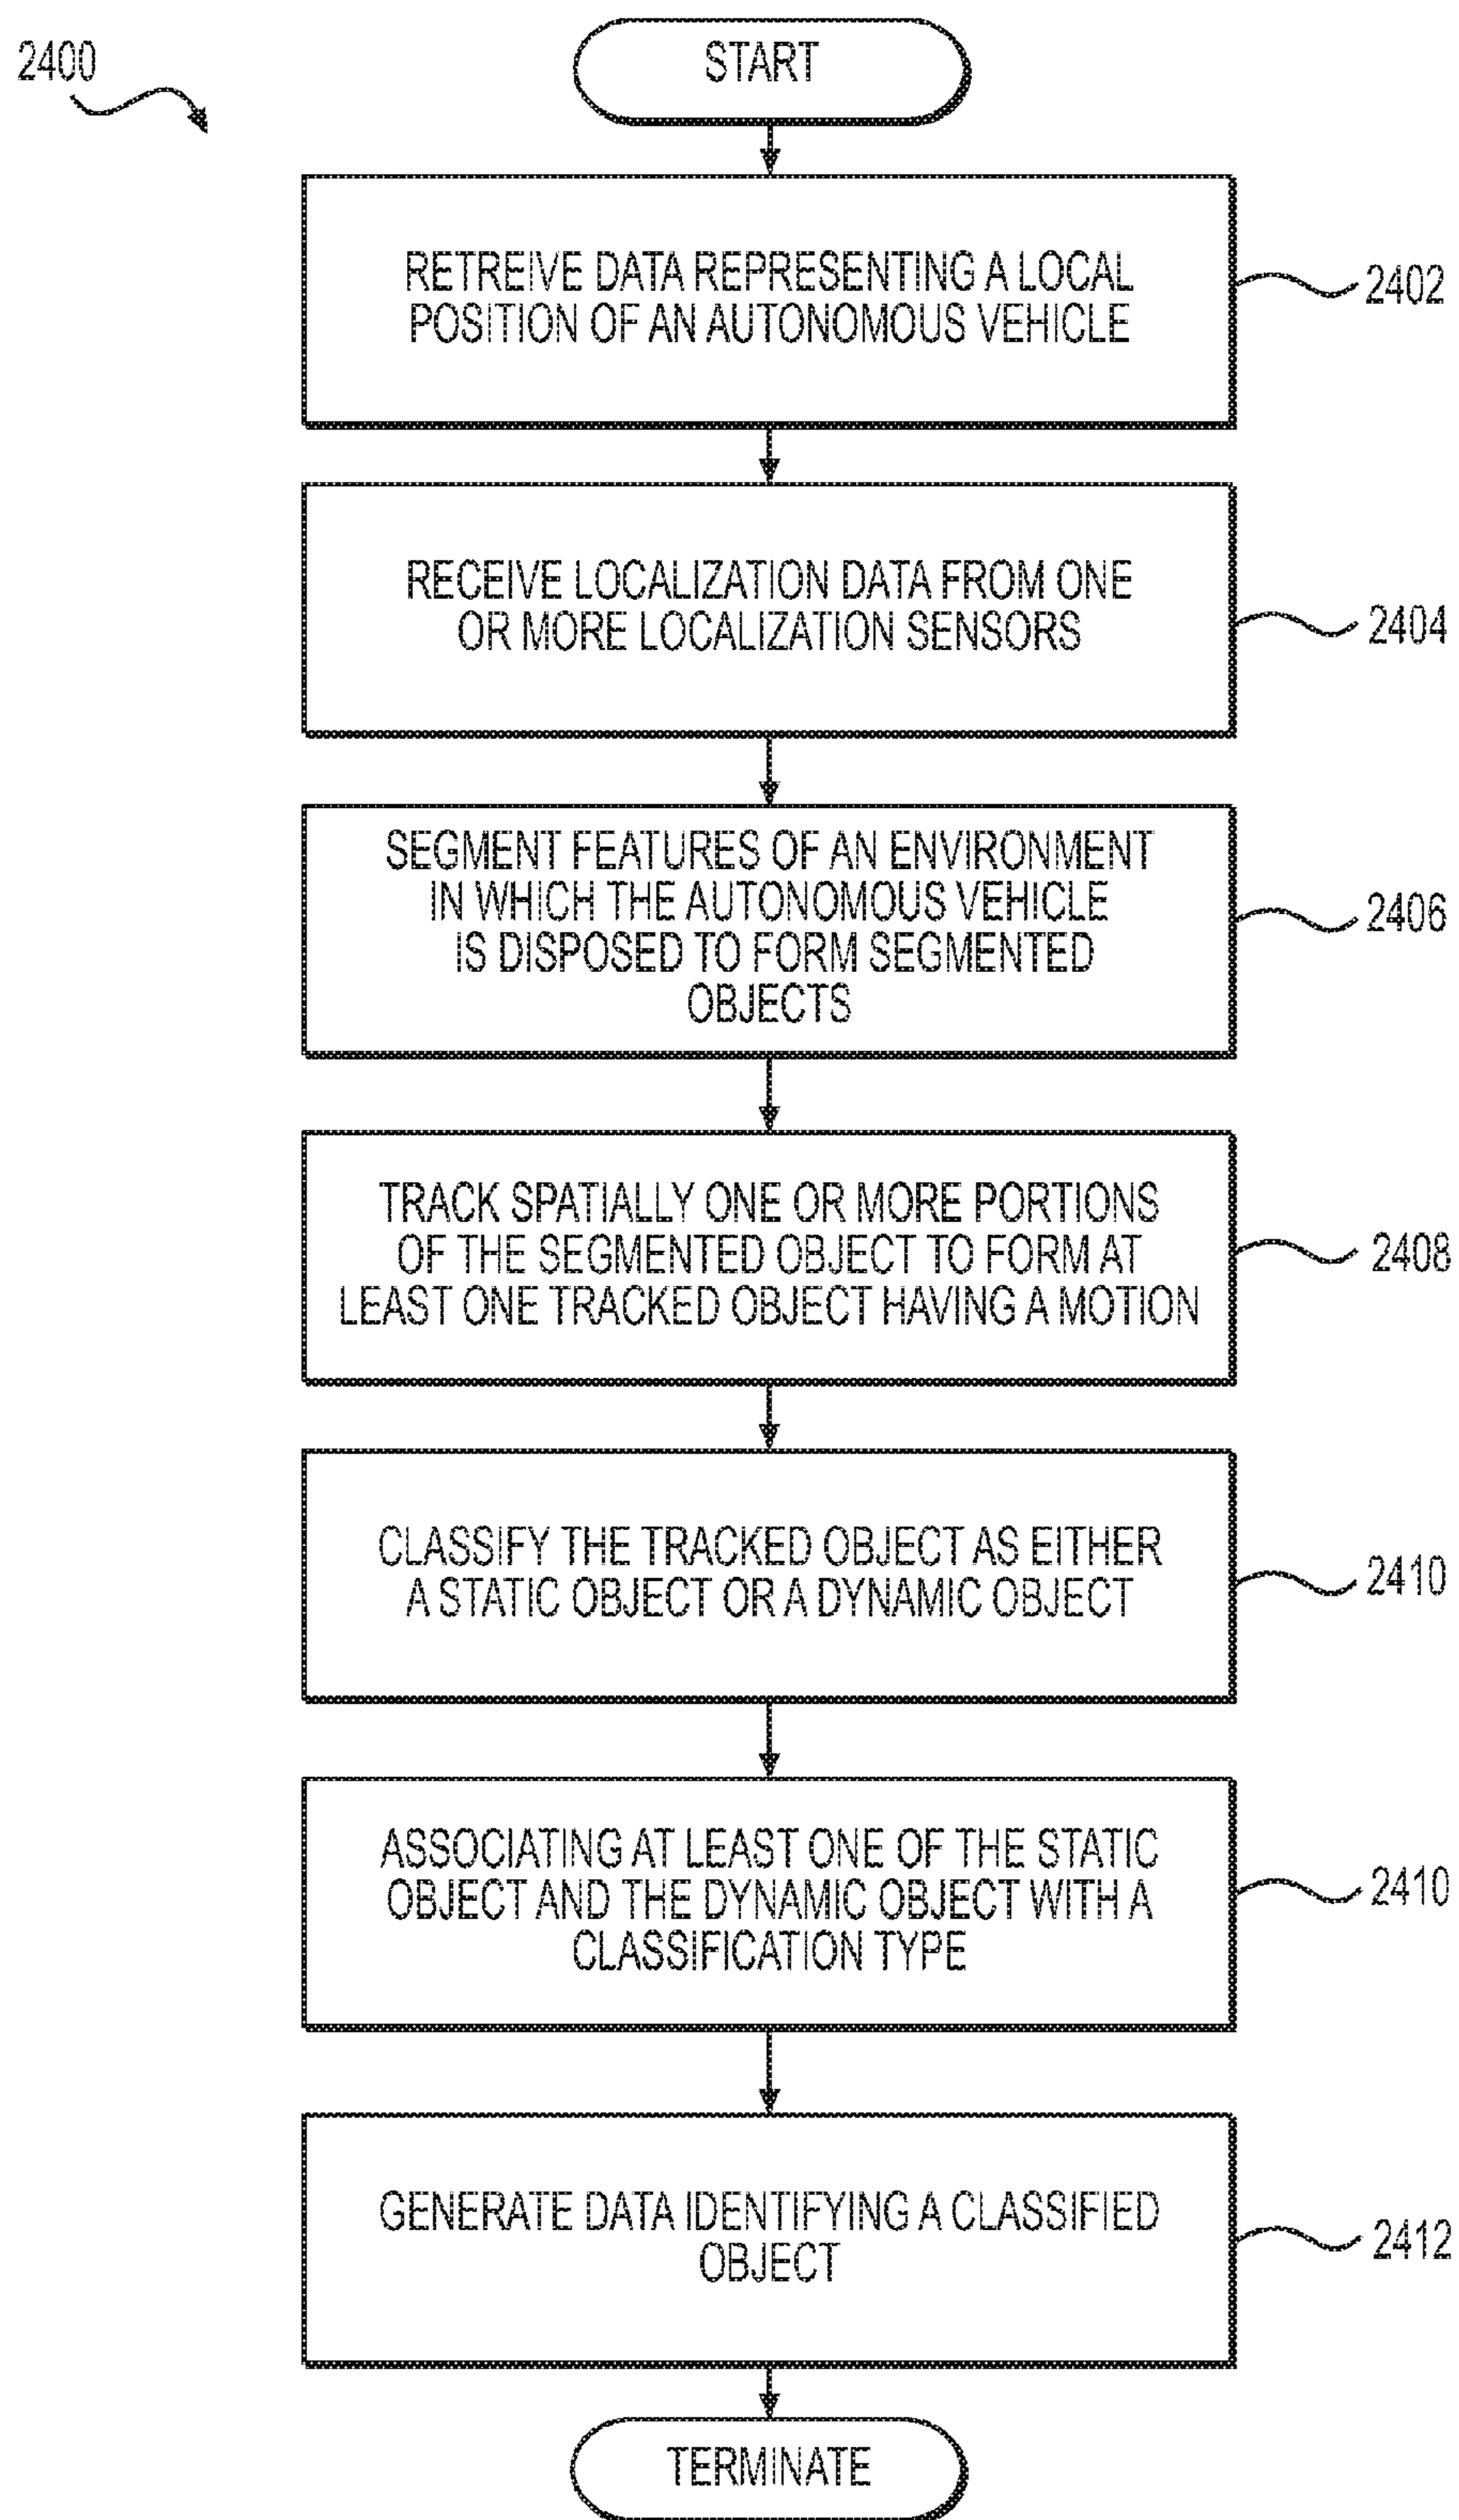 2400
START
RETREIVE DATA REPRESENTING A LOCAL
POSITION OF AN AUTONOMOUS VEHICLE
2402
RECEIVE LOCALIZATION DATA FROM ONE
OR MORE LOCALIZATION SENSORS
2404
SEGMENT FEATURES OF AN ENVIRONMENT
IN WHICH THE AUTONOMOUS VEHICLE
IS DISPOSED TO FORM SEGMENTED
OBJECTS
2406
TRACK SPATIALLY ONE OR MORE PORTIONS
OF THE SEGMENTED OBJECT TO FORM AT
LEAST ONE TRACKED OBJECT HAVING A MOTION
2408
CLASSIFY THE TRACKED OBJECT AS EITHER
A STATIC OBJECT OR A DYNAMIC OBJECT
2410
ASSOCIATING AT LEAST ONE OF THE STATIC
OBJECT AND THE DYNAMIC OBJECT WITH A
CLASSIFICATION TYPE
2410
GENERATE DATA IDENTIFYING A CLASSIFIED
OBJECT
2412
TERMINATE